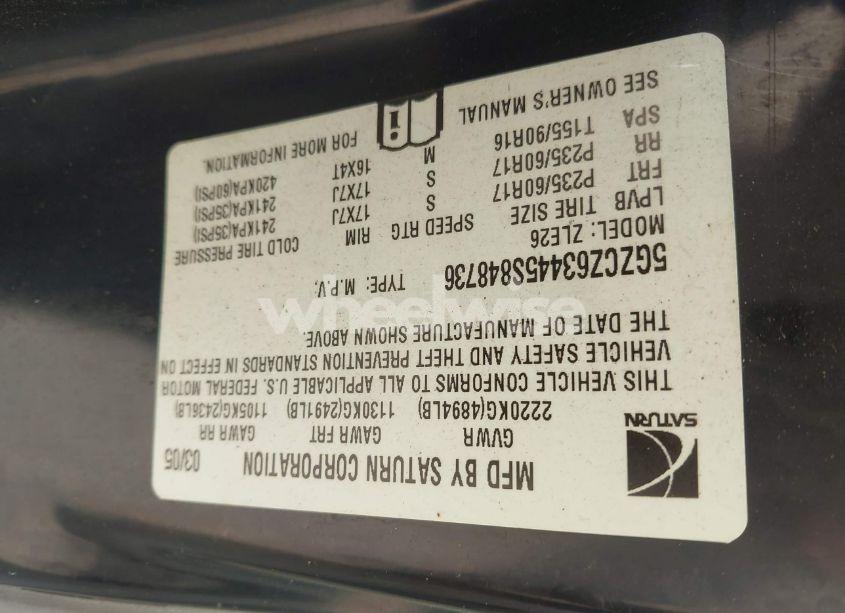 MFD BY SATURN CORPORATION 03/05
SATURN
GVWR GAWR FRT GAWR RR
2220KG(4894LB) 1130KG(2491LB) 1105KG(2436LB)
THIS VEHICLE CONFORMS TO ALL APPLICABLE U.S. FEDERAL MOTOR
VEHICLE SAFETY AND THEFT PREVENTION STANDARDS IN EFFECT ON
THE DATE OF MANUFACTURE SHOWN ABOVE.
5GZCZ63445S848736 TYPE: M.P.V.
MODEL: ZLE26
LPVB TIRE SIZE SPEED RTG RIM COLD TIRE PRESSURE
FRT P235/60R17 S 17X7J 241KPA(35PSI)
RR P235/60R17 S 17X7J 241KPA(35PSI)
SPA T155/90R16 M 16X4T 420KPA(60PSI)
SEE OWNER'S MANUAL i FOR MORE INFORMATION.
wheelwise